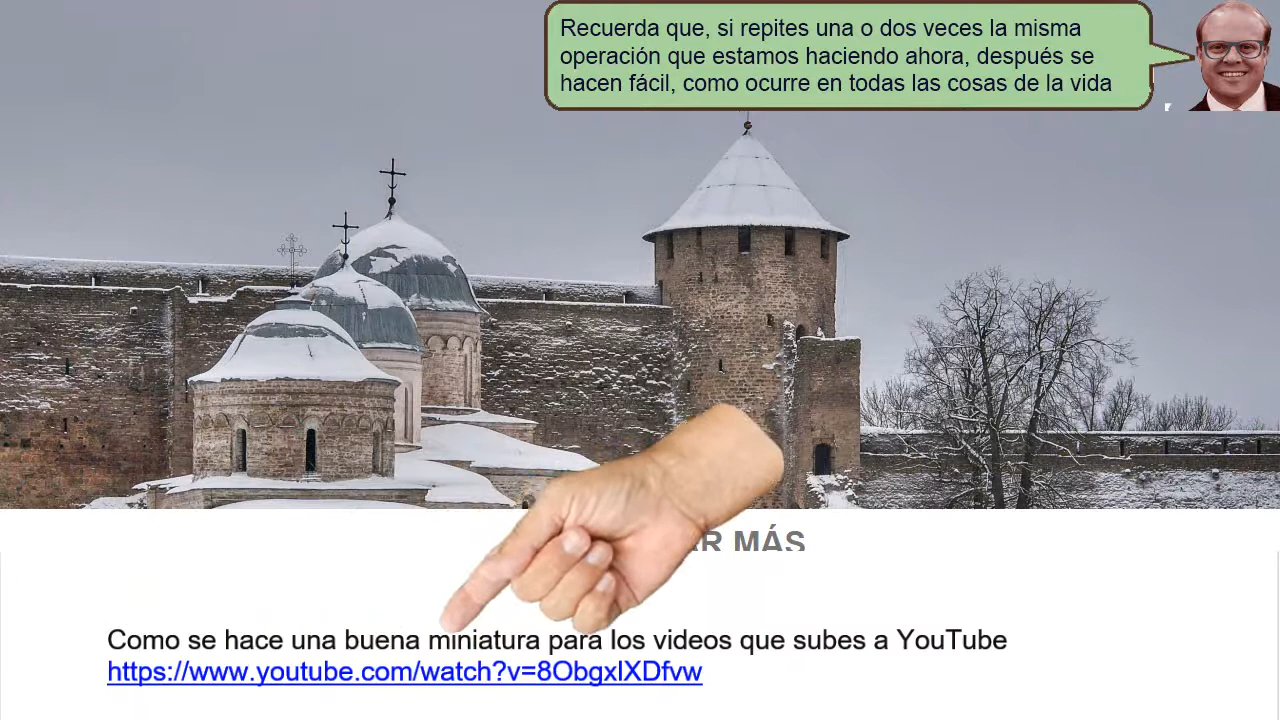 Recuerda que, si repites una o dos veces la misma
operación que estamos haciendo ahora, después se
hacen fácil, como ocurre en todas las cosas de la vida
MÁS
Como se hace una buena miniatura para los videos que subes a YouTube
https://www.youtube.com/watch?v=8ObgxlXDfvw